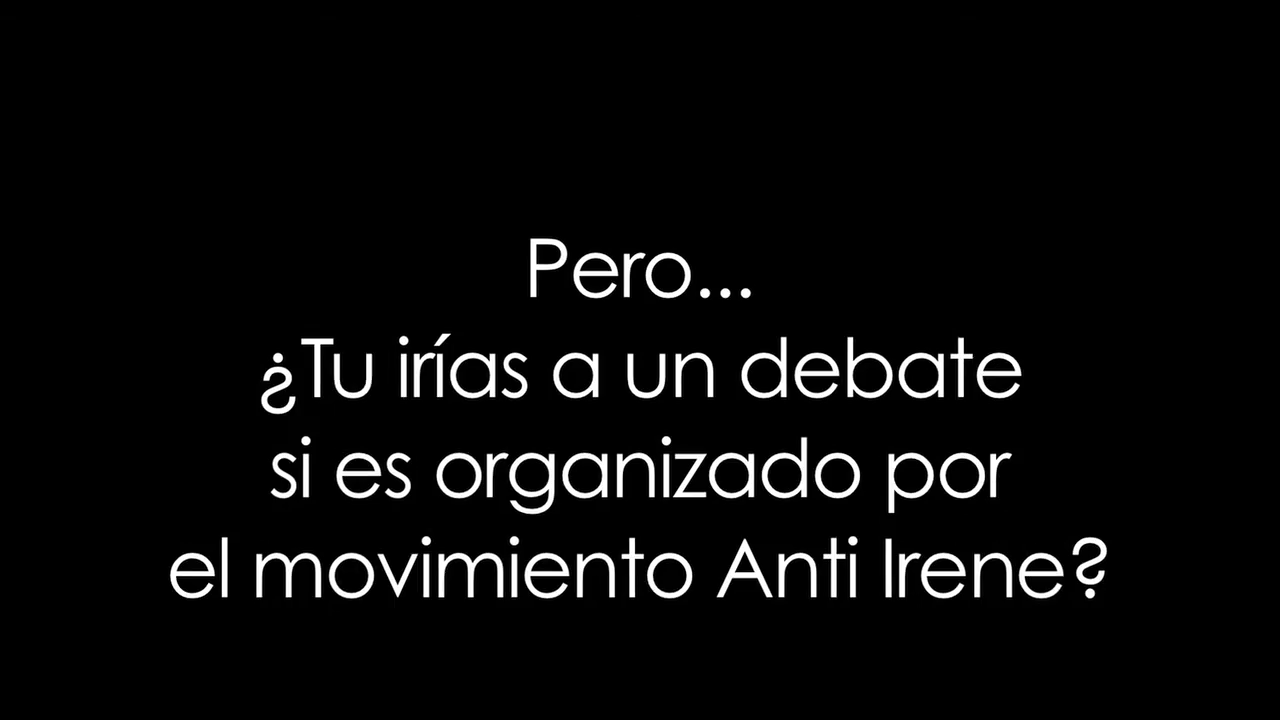 Pero...
¿Tu irías a un debate
si es organizado por
el movimiento Anti Irene?